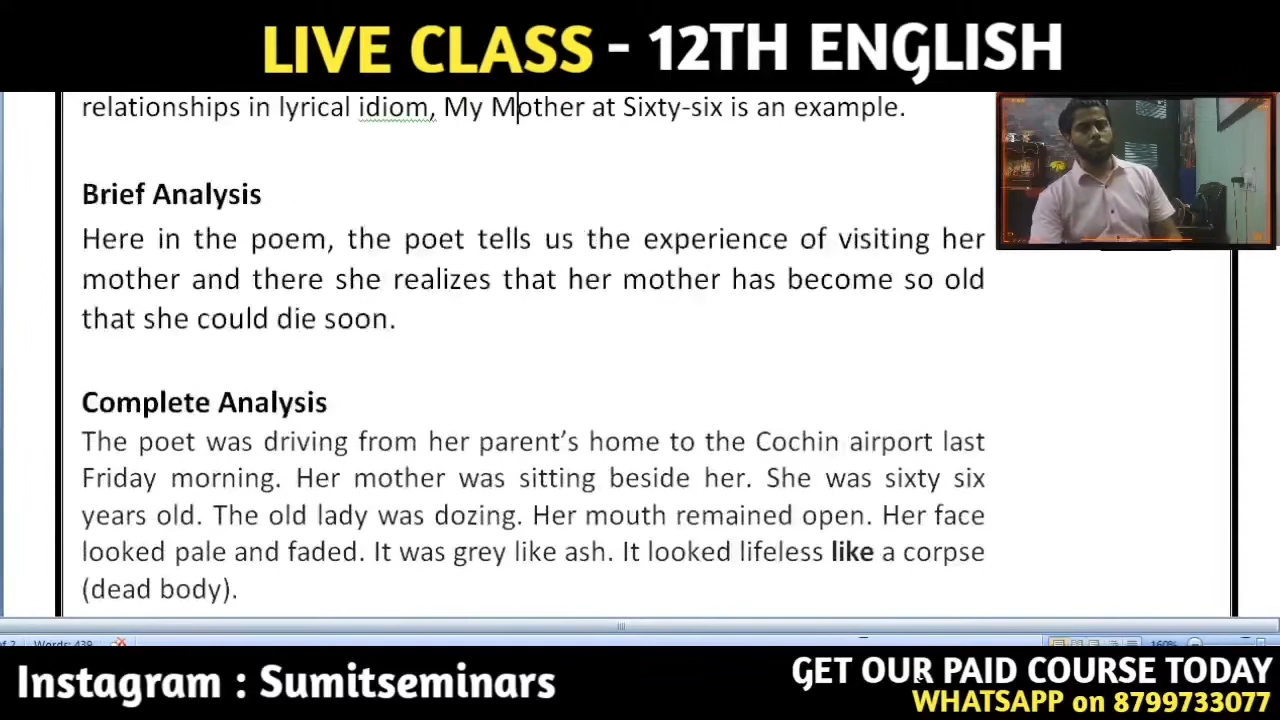 LIVE CLASS - 12TH ENGLISH
relationships in lyrical idiom, My Mother at Sixty-six is an example.
Brief Analysis
Here in the poem, the poet tells us the experience of visiting her
mother and there she realizes that her mother has become so old
that she could die soon.
Complete Analysis
The poet was driving from her parent’s home to the Cochin airport last
Friday morning. Her mother was sitting beside her. She was sixty six
years old. The old lady was dozing. Her mouth remained open. Her face
looked pale and faded. It was grey like ash. It looked lifeless like a corpse
(dead body).
Words: 439
160%
Instagram : Sumitseminars
GET OUR PAID COURSE TODAY
WHATSAPP on 8799733077